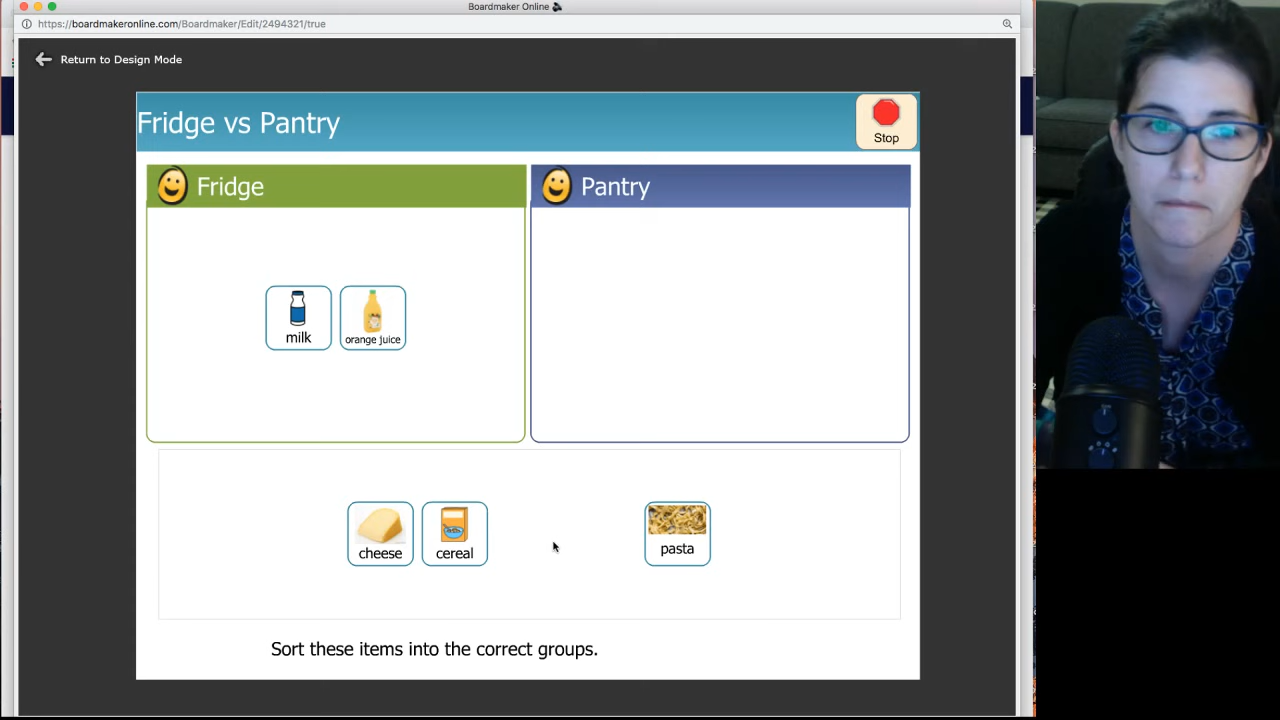 Boardmaker Online
https://boardmakeronline.com/Boardmaker/Edit/2494321/true
Return to Design Mode
Fridge vs Pantry
Stop
Fridge
Pantry
milk
orange juice
cheese
cereal
pasta
Sort these items into the correct groups.